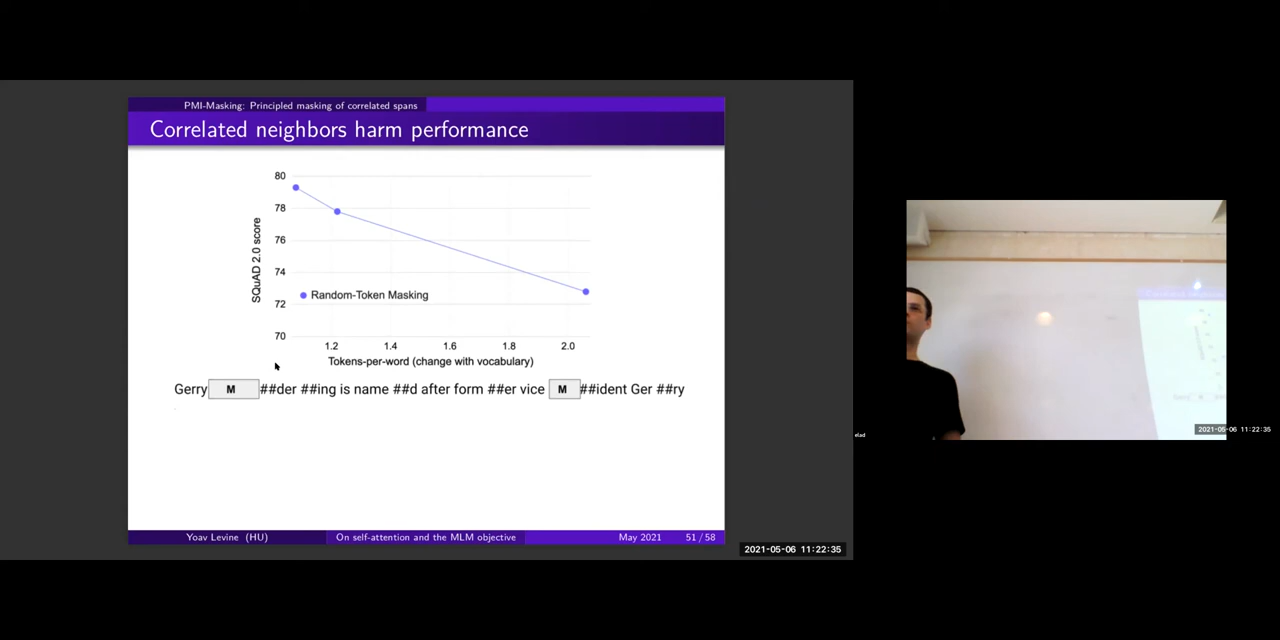 PMI-Masking: Principled masking of correlated spans
Correlated neighbors harm performance
80
78
76
74
72
70
SQuAD 2.0 score
Random-Token Masking
1.2 1.4 1.6 1.8 2.0
Tokens-per-word (change with vocabulary)
Gerry M ##der ##ing is name ##d after form ##er vice M ##ident Ger ##ry
Yoav Levine (HU) On self-attention and the MLM objective May 2021 51 / 58
2021-05-06 11:22:35
elad
2021-05-06 11:22:35